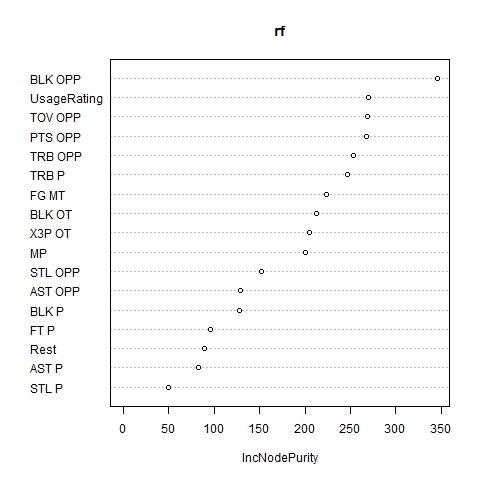 rf
BLK OPP
UsageRating
TOV OPP
PTS OPP
TRB OPP
TRB P
FG MT
BLK OT
X3P OT
MP
STL OPP
AST OPP
BLK P
FT P
Rest
AST P
STL P
0 50 100 150 200 250 300 350
IncNodePurity